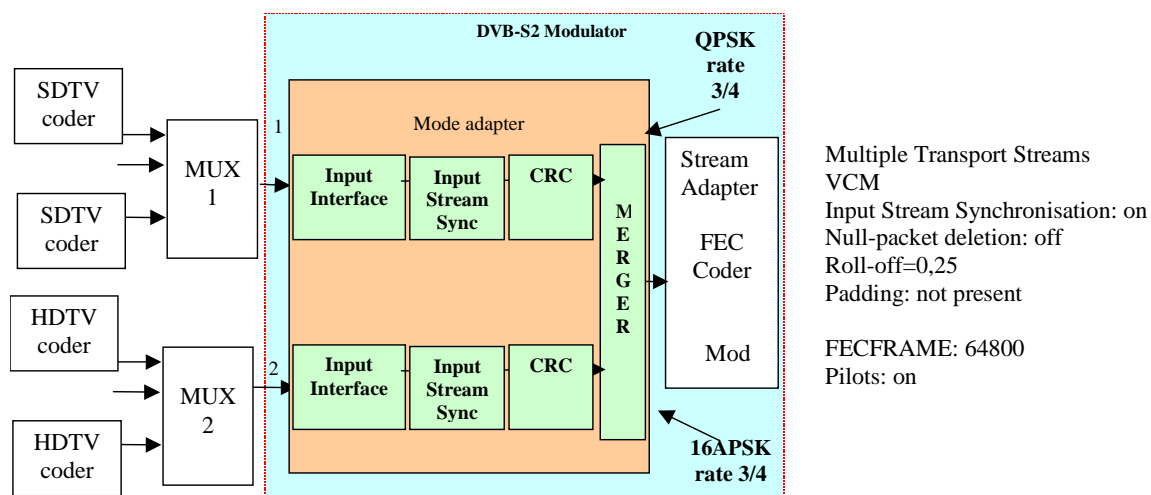 DVB-S2 Modulator
QPSK
rate
3/4
SDTV
coder
SDTV
coder
MUX
1
1
Mode adapter
Input
Interface
Input
Stream
Sync
CRC
M
E
R
G
E
R
Stream
Adapter
FEC
Coder
Mod
HDTV
coder
HDTV
coder
MUX
2
2
Input
Interface
Input
Stream
Sync
CRC
16APSK
rate 3/4
Multiple Transport Streams
VCM
Input Stream Synchronisation: on
Null-packet deletion: off
Roll-off=0,25
Padding: not present
FECFRAME: 64800
Pilots: on